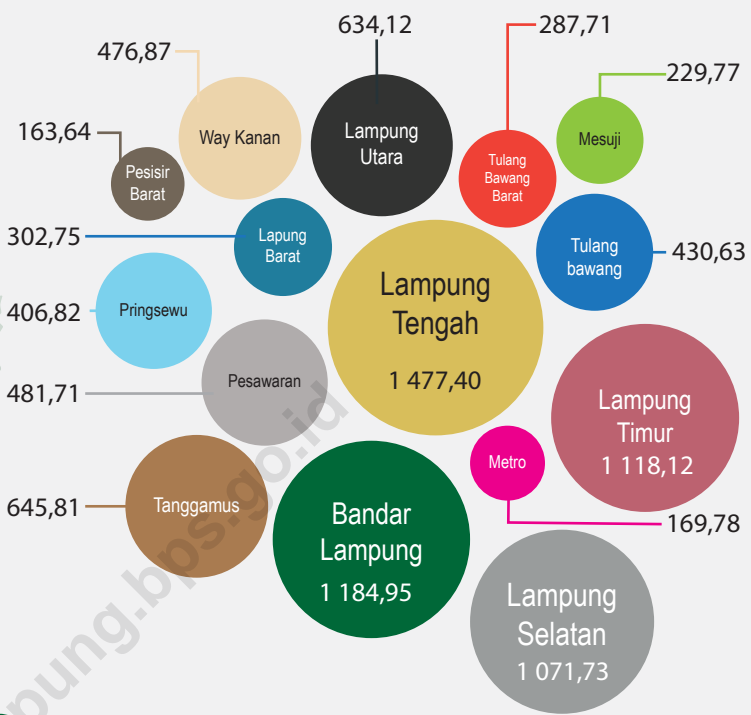 634,12
287,71
476,87
229,77
163,64
Way Kanan
Lampung
Utara
Mesuji
Pesisir
Barat
Tulang
Bawang
Barat
302,75
Lapung
Barat
Tulang
bawang
430,63
Lampung
Tengah
1 477,40
406,82
Pringsewu
481,71
Pesawaran
Lampung
Timur
1 118,12
Metro
645,81
Tanggamus
Bandar
Lampung
1 184,95
169,78
Lampung
Selatan
1 071,73
pung.bps.go.id